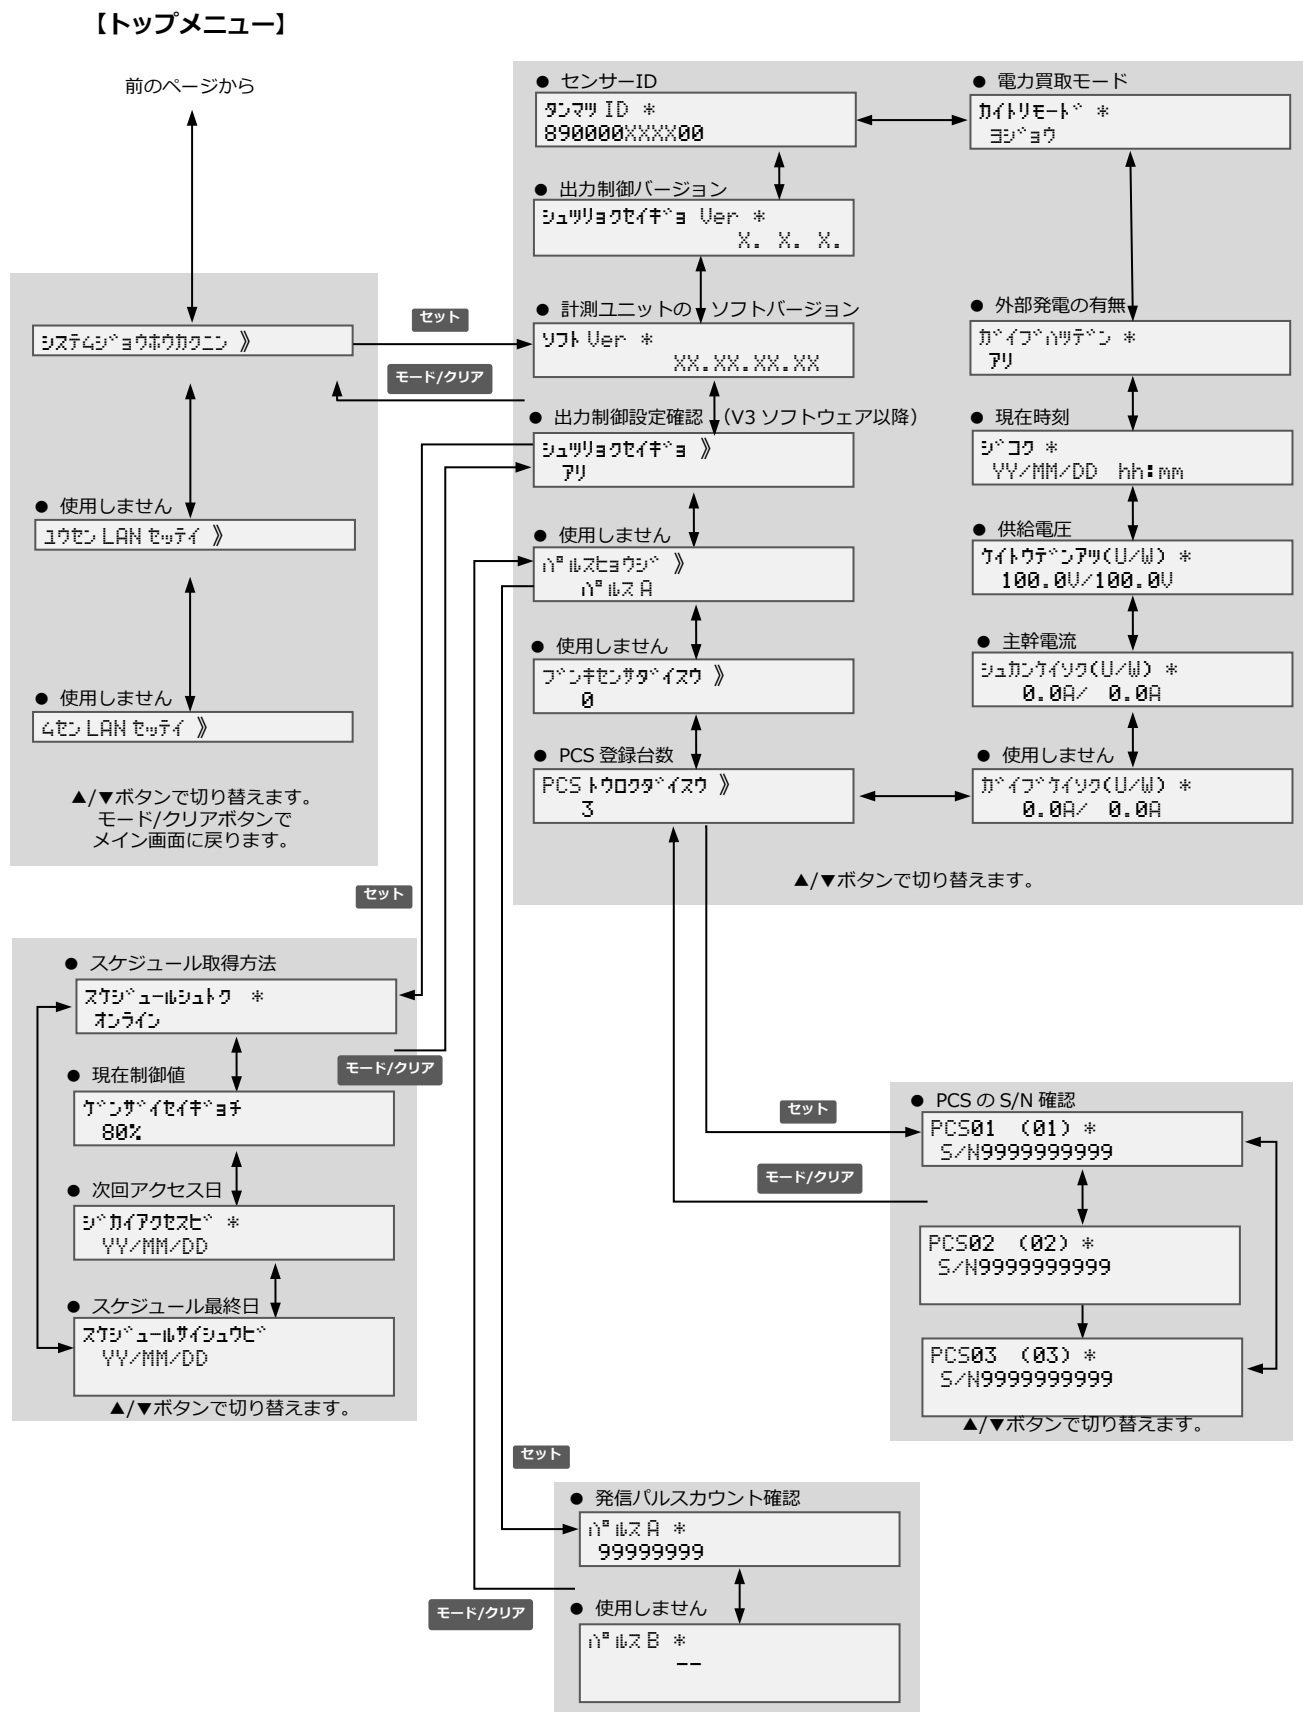 【トップメニュー】
前のページから
システムジョウホウカクニン 》
● 使用しません
ユウセン LAN セッテイ 》
● 使用しません
ムセン LAN セッテイ 》
▲/▼ボタンで切り替えます。
モード/クリアボタンで
メイン画面に戻ります。
セット
モード/クリア
● センサーID
タンマツ ID *
890000XXXX00
● 出力制御バージョン
シュツリョクセイギョ Ver *
X. X. X.
● 計測ユニットの ソフトバージョン
ソフト Ver *
XX.XX.XX.XX
● 出力制御設定確認 (V3 ソフトウェア以降)
シュツリョクセイギョ 》
アリ
● 使用しません
パルスヒョウジ 》
パルス A
● 使用しません
ブンキセンサダイスウ 》
0
● PCS 登録台数
PCS トウロクダイスウ 》
3
● 電力買取モード
カイトリモード *
ヨジョウ
● 外部発電の有無
ガイブハツデン *
アリ
● 現在時刻
ジコク *
YY/MM/DD hh:mm
● 供給電圧
ケイトウデンアツ(U/W) *
100.0V/100.0V
● 主幹電流
シュカンケイソク(U/W) *
0.0A/ 0.0A
● 使用しません
ガイブケイソク(U/W) *
0.0A/ 0.0A
▲/▼ボタンで切り替えます。
セット
● スケジュール取得方法
スケジュールシュトク *
オンライン
モード/クリア
● 現在制御値
ゲンザイセイギョチ
80%
● 次回アクセス日
ジカイアクセスビ *
YY/MM/DD
● スケジュール最終日
スケジュールサイシュウビ
YY/MM/DD
▲/▼ボタンで切り替えます。
セット
モード/クリア
● PCS の S/N 確認
PCS01 (01) *
S/N9999999999
PCS02 (02) *
S/N9999999999
PCS03 (03) *
S/N9999999999
▲/▼ボタンで切り替えます。
セット
● 発信パルスカウント確認
パルス A *
99999999
モード/クリア
● 使用しません
パルス B *
--